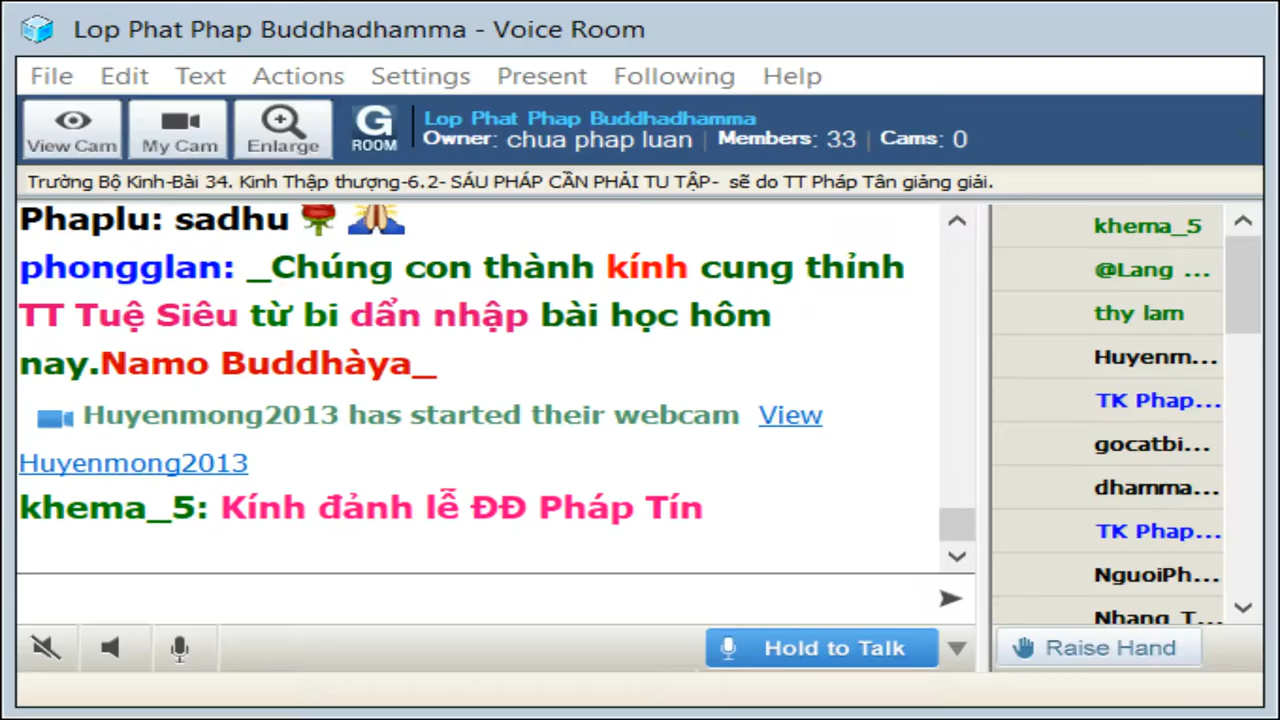 Lop Phat Phap Buddhadhamma - Voice Room
File Edit Text Actions Settings Present Following Help
View Cam My Cam Enlarge G ROOM
Lop Phat Phap Buddhadhamma
Owner: chua phap luan | Members: 33 | Cams: 0
Trường Bộ Kinh-Bài 34. Kinh Thập thượng-6.2- SÁU PHÁP CẦN PHẢI TU TẬP- sẽ do TT Pháp Tân giảng giải.
Phaplu: sadhu
phongglan: _Chúng con thành kính cung thỉnh
TT Tuệ Siêu từ bi dẩn nhập bài học hôm
nay.Namo Buddhàya_
Huyenmong2013 has started their webcam View
Huyenmong2013
khema_5: Kính đảnh lễ ĐĐ Pháp Tín
khema_5
@Lang ...
thy lam
Huyenm...
TK Phap...
gocatbi...
dhamma...
TK Phap...
NguoiPh...
Nhang T...
Hold to Talk
Raise Hand